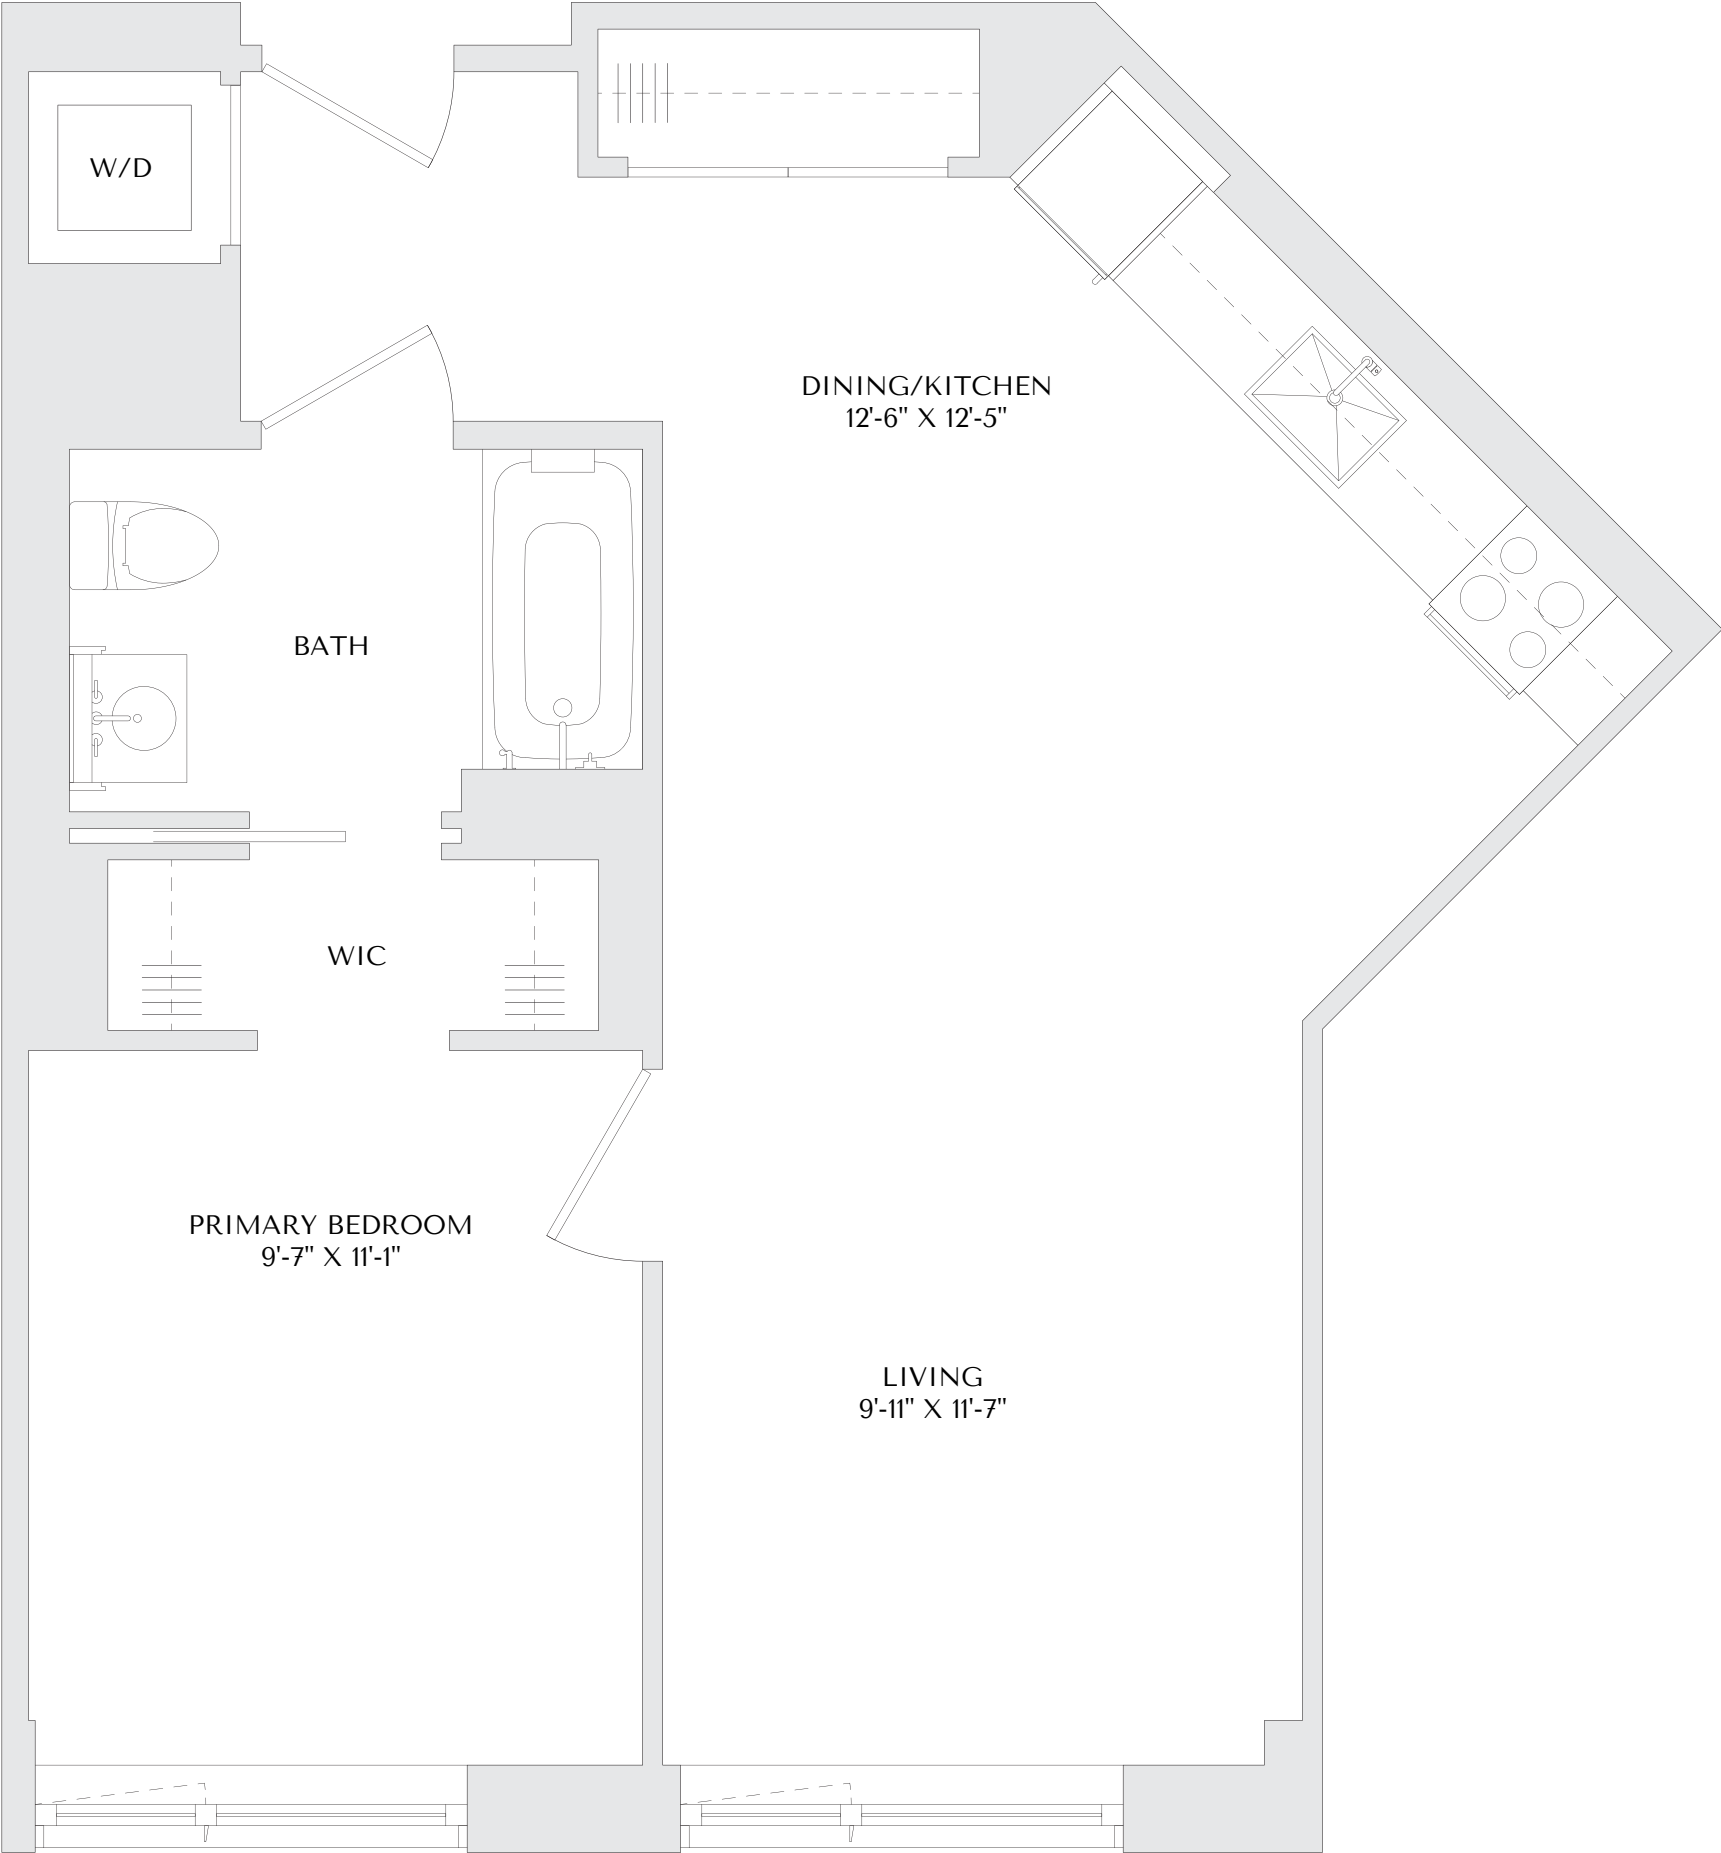 W/D
DINING/KITCHEN
12'-6" X 12'-5"
BATH
WIC
PRIMARY BEDROOM
9'-7" X 11'-1"
LIVING
9'-11" X 11'-7"